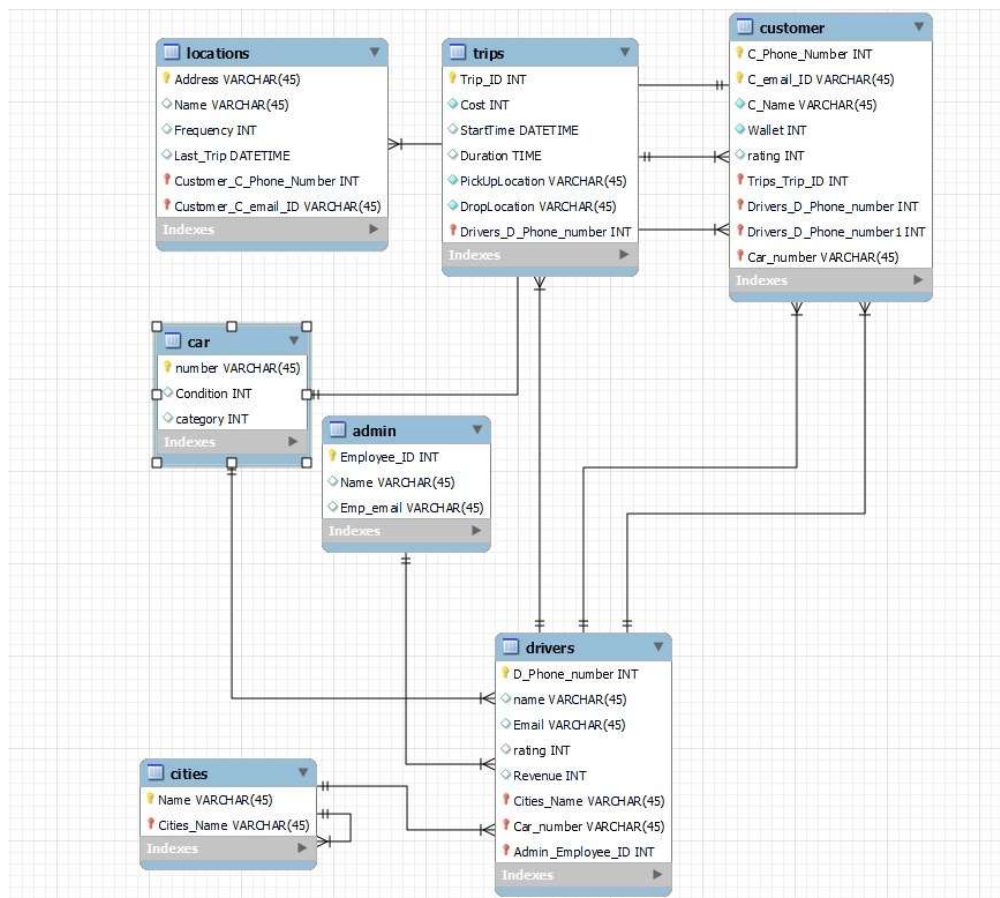 locations
Address VARCHAR(45)
Name VARCHAR(45)
Frequency INT
Last_Trip DATETIME
Customer_C_Phone_Number INT
Customer_C_email_ID VARCHAR(45)
Indexes
trips
Trip_ID INT
Cost INT
StartTime DATETIME
Duration TIME
PickUpLocation VARCHAR(45)
DropLocation VARCHAR(45)
Drivers_D_Phone_number INT
Indexes
customer
C_Phone_Number INT
C_email_ID VARCHAR(45)
C_Name VARCHAR(45)
Wallet INT
rating INT
Trips_Trip_ID INT
Drivers_D_Phone_number INT
Drivers_D_Phone_number1 INT
Car_number VARCHAR(45)
Indexes
car
number VARCHAR(45)
Condition INT
category INT
Indexes
admin
Employee_ID INT
Name VARCHAR(45)
Emp_email VARCHAR(45)
Indexes
drivers
D_Phone_number INT
name VARCHAR(45)
Email VARCHAR(45)
rating INT
Revenue INT
Cities_Name VARCHAR(45)
Car_number VARCHAR(45)
Admin_Employee_ID INT
Indexes
cities
Name VARCHAR(45)
Cities_Name VARCHAR(45)
Indexes